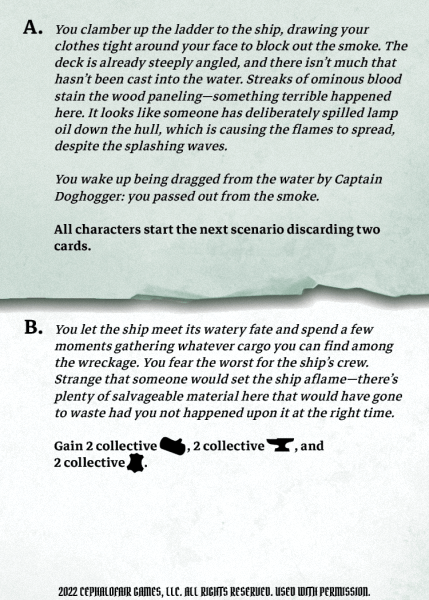 A. You clamber up the ladder to the ship, drawing your
clothes tight around your face to block out the smoke. The
deck is already steeply angled, and there isn't much that
hasn't been cast into the water. Streaks of ominous blood
stain the wood paneling—something terrible happened
here. It looks like someone has deliberately spilled lamp
oil down the hull, which is causing the flames to spread,
despite the splashing waves.
You wake up being dragged from the water by Captain
Doghogger: you passed out from the smoke.
All characters start the next scenario discarding two
cards.
B. You let the ship meet its watery fate and spend a few
moments gathering whatever cargo you can find among
the wreckage. You fear the worst for the ship's crew.
Strange that someone would set the ship aflame—there's
plenty of salvageable material here that would have gone
to waste had you not happened upon it at the right time.
Gain 2 collective , 2 collective , and
2 collective .
2022 CEPHALOFAIR GAMES, LLC. ALL RIGHTS RESERVED. USED WITH PERMISSION.